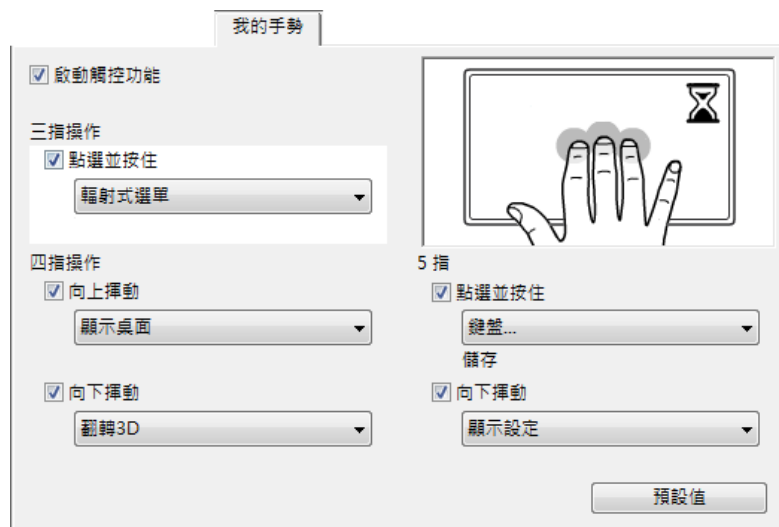 我的手勢
啟動觸控功能
三指操作
點選並按住
輻射式選單
四指操作
向上揮動
顯示桌面
向下揮動
翻轉3D
5 指
點選並按住
鍵盤...
儲存
向下揮動
顯示設定
預設值